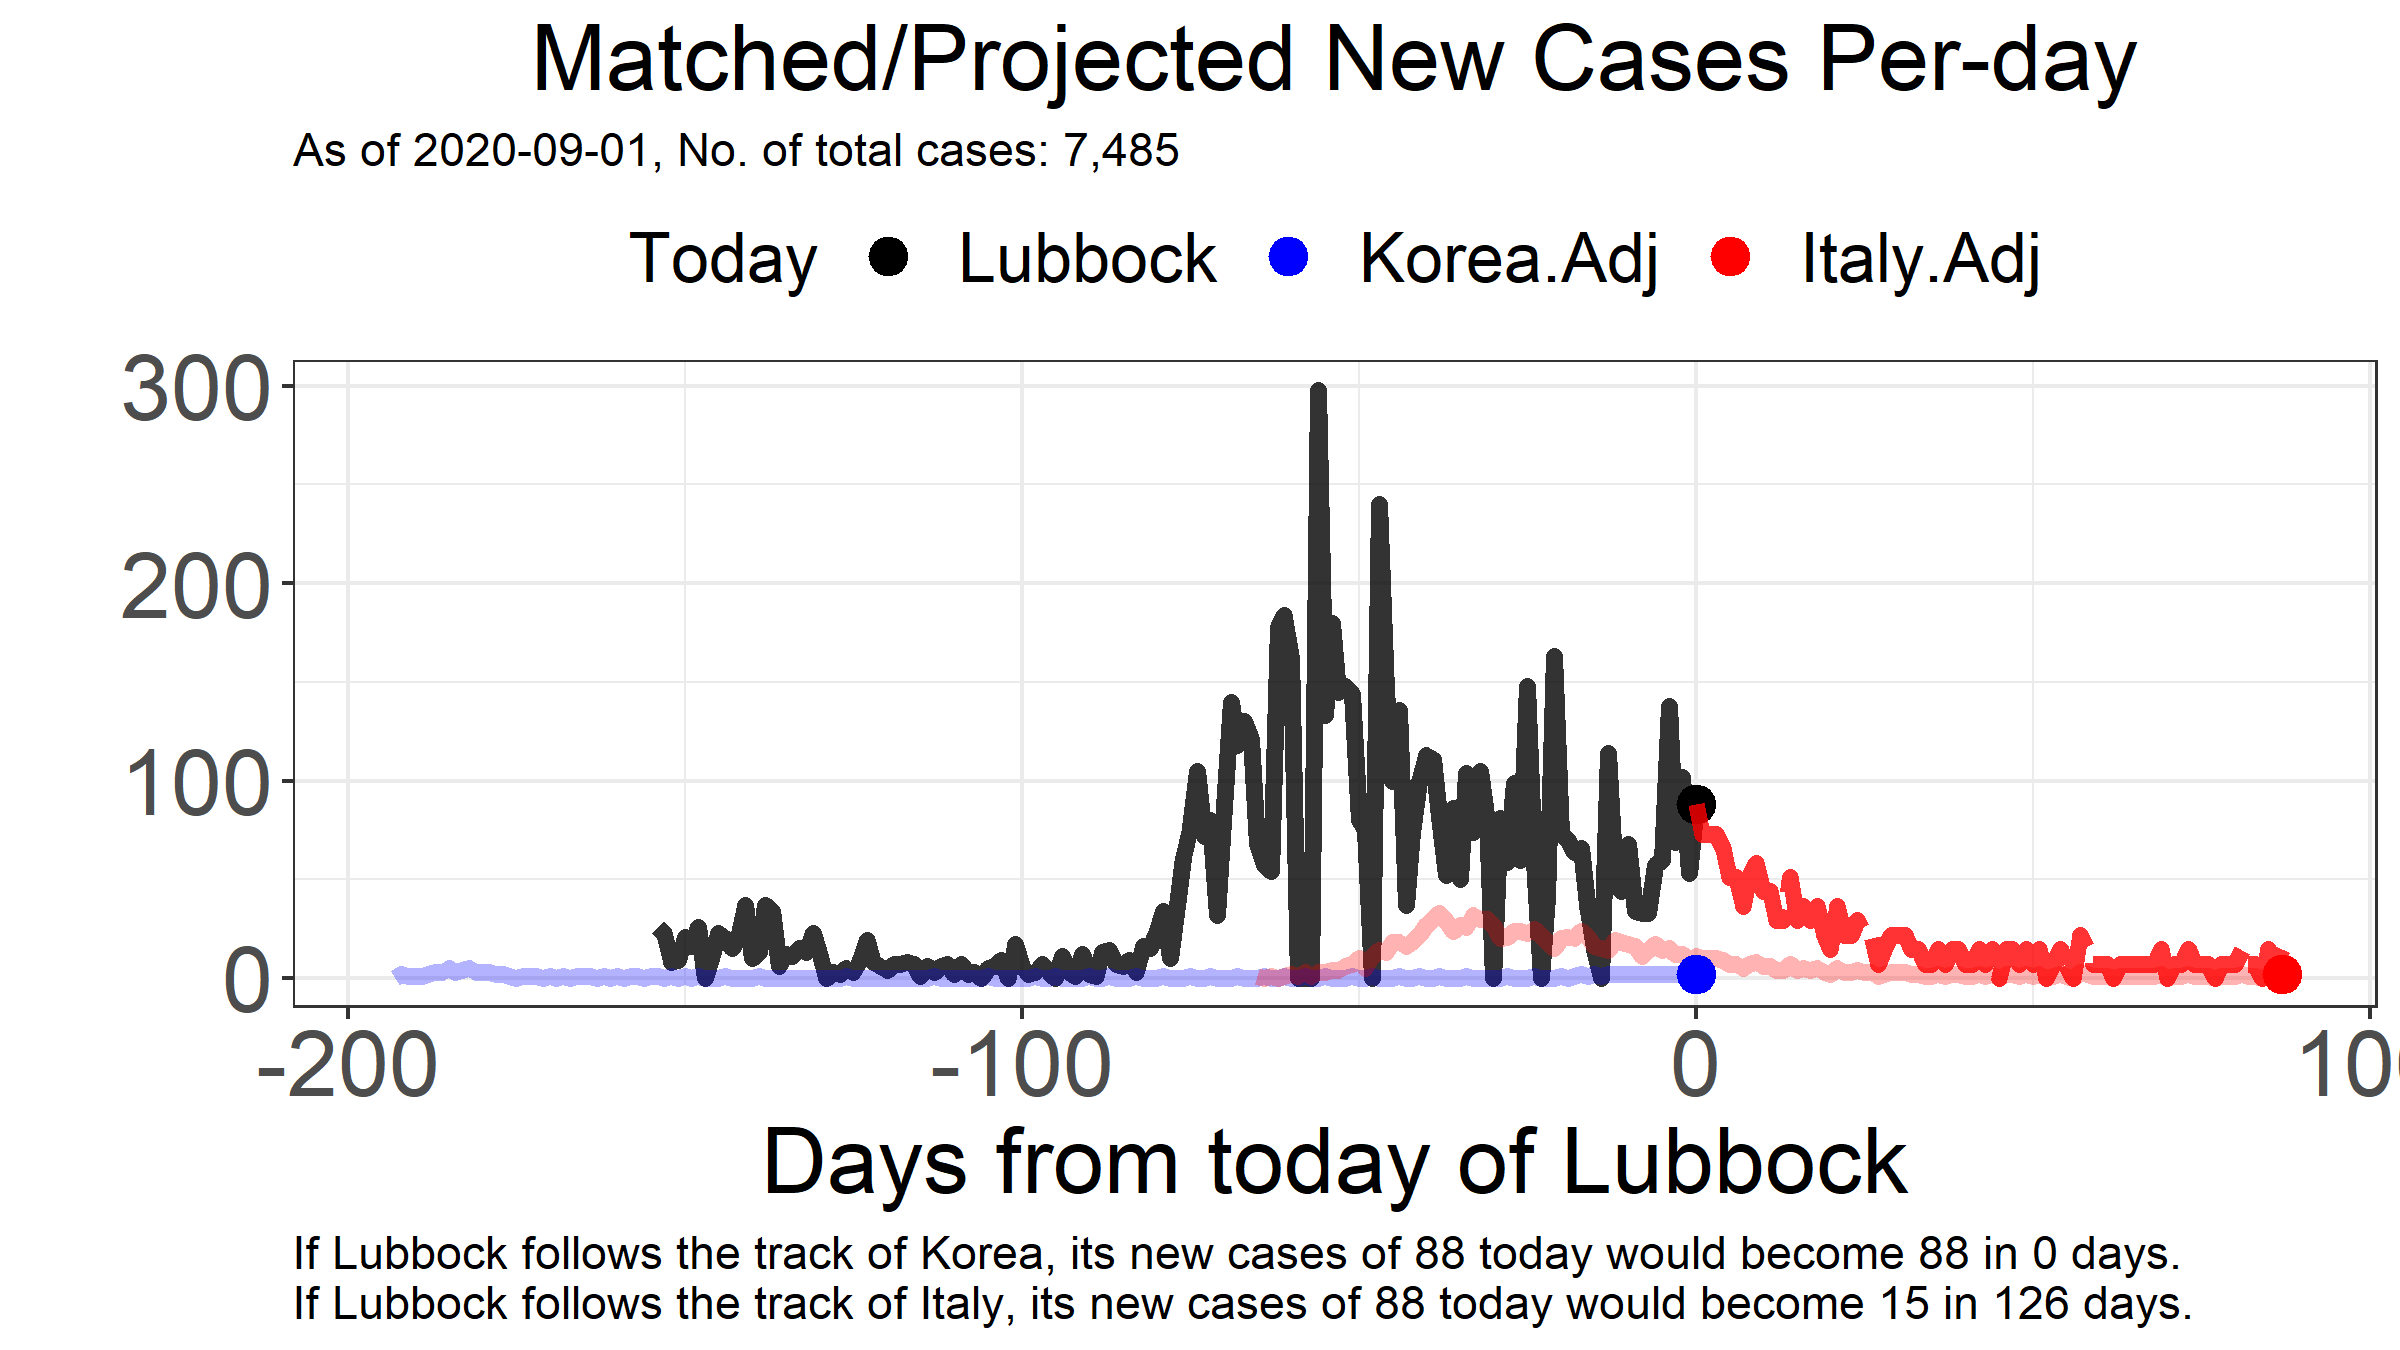 Matched/Projected New Cases Per-day
As of 2020-09-01, No. of total cases: 7,485
Today Lubbock Korea.Adj Italy.Adj
300
200
100
0
-200 -100 0 100
Days from today of Lubbock
If Lubbock follows the track of Korea, its new cases of 88 today would become 88 in 0 days.
If Lubbock follows the track of Italy, its new cases of 88 today would become 15 in 126 days.